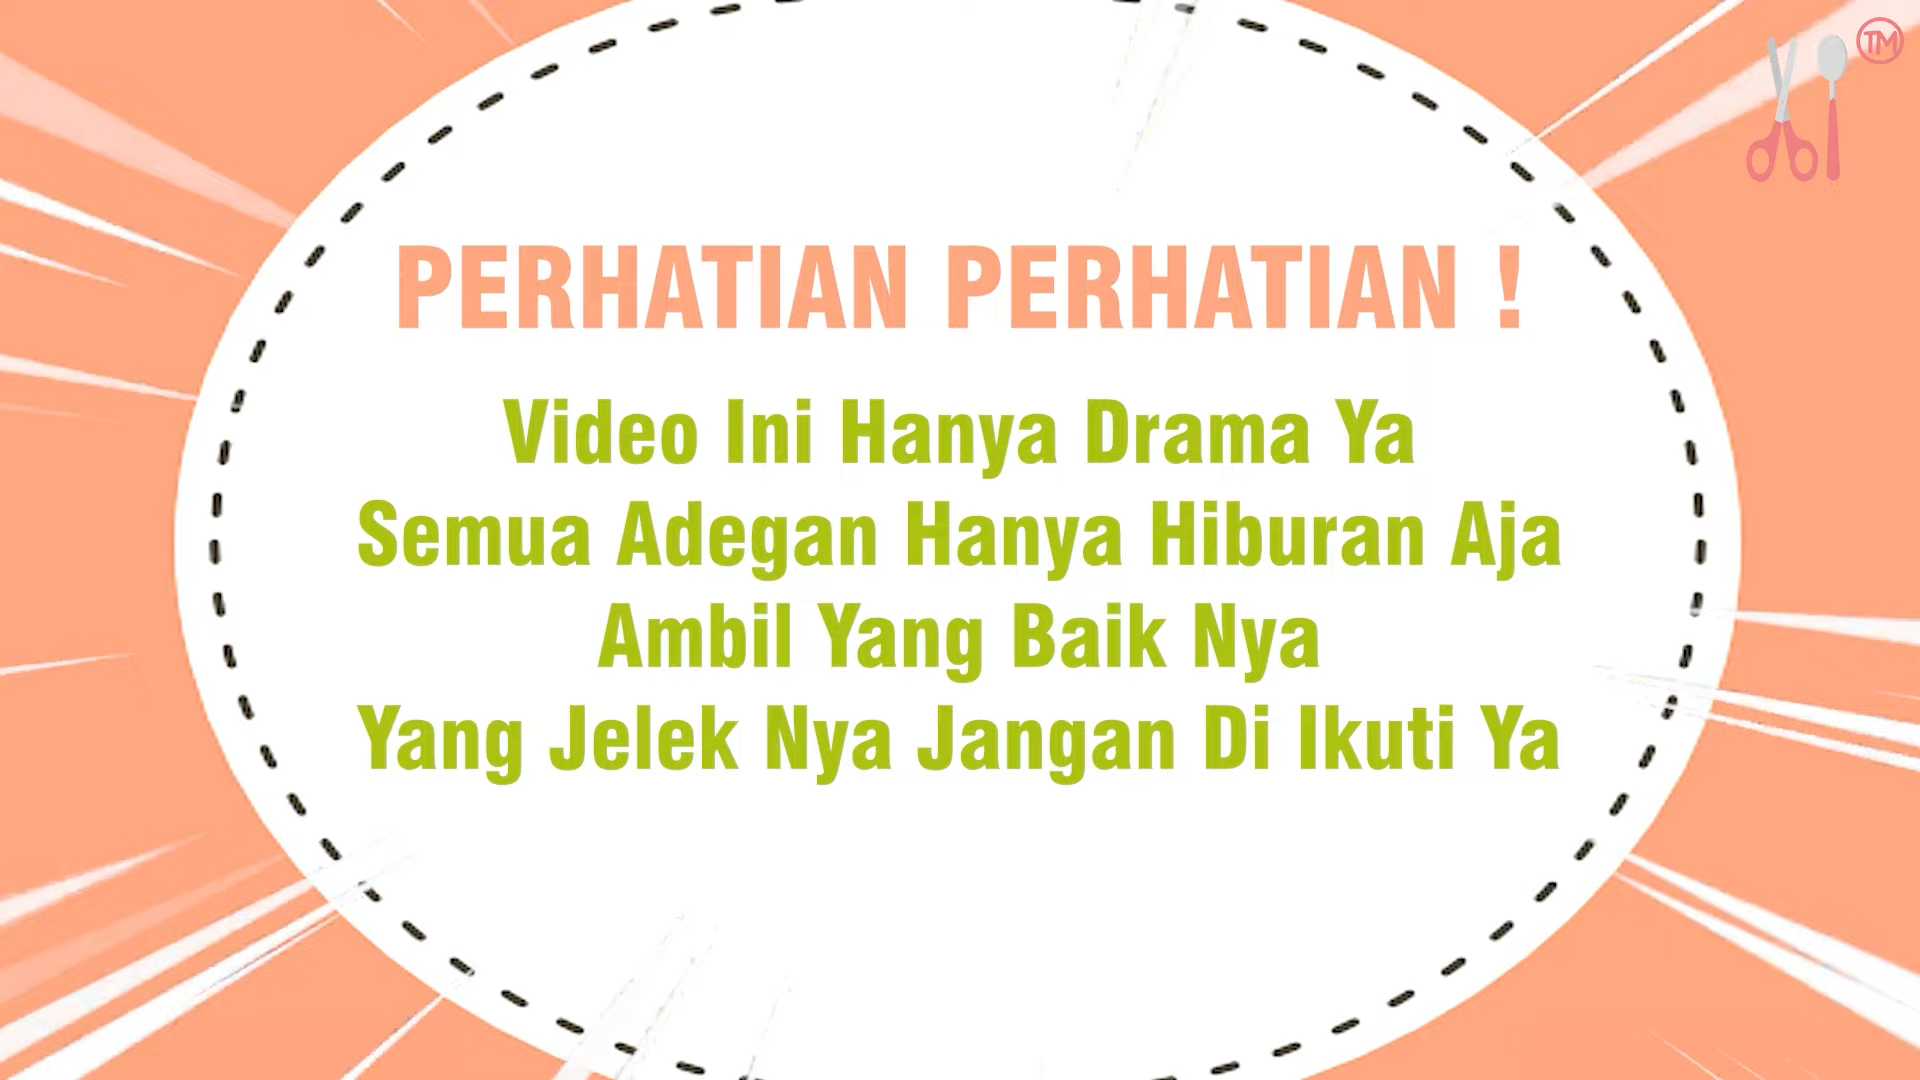 TM
PERHATIAN PERHATIAN !
Video Ini Hanya Drama Ya
Semua Adegan Hanya Hiburan Aja
Ambil Yang Baik Nya
Yang Jelek Nya Jangan Di Ikuti Ya